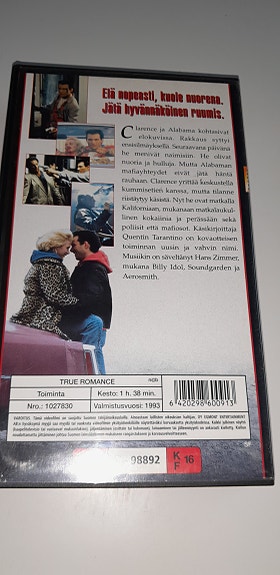 Elä nopeasti, kuole nuorena.
Jätä hyvännäköinen ruumis.
Clarence ja Alabama kohtasivat
elokuvissa. Rakkaus syttyi
ensisilmäyksellä. Seuraavana päivänä
he menivät naimisiin. He olivat
nuoria ja hulluja. Mutta Alabaman
mafiayhteydet eivät jätä häntä
rauhaan. Clarence yrittää keskustella
kummisetien kanssa, mutta tilanne
riistäytyy käsistä. Nyt he ovat matkalla
Kaliforniaan, mukanaan matkalaukul-
linen kokaiinia ja perässään sekä
poliisit että mafiosot. Käsikirjoittaja
Quentin Tarantino on kovaotteisen
toiminnan uusin ja vahvin nimi.
Musiikin on säveltänyt Hans Zimmer,
mukana Billy Idol, Soundgarden ja
Aerosmith.
TRUE ROMANCE
Toiminta Kesto: 1 h. 38 min.
Nro.: 1027830 Valmistusvuosi: 1993
6 420298 600913
98892
K
F 16